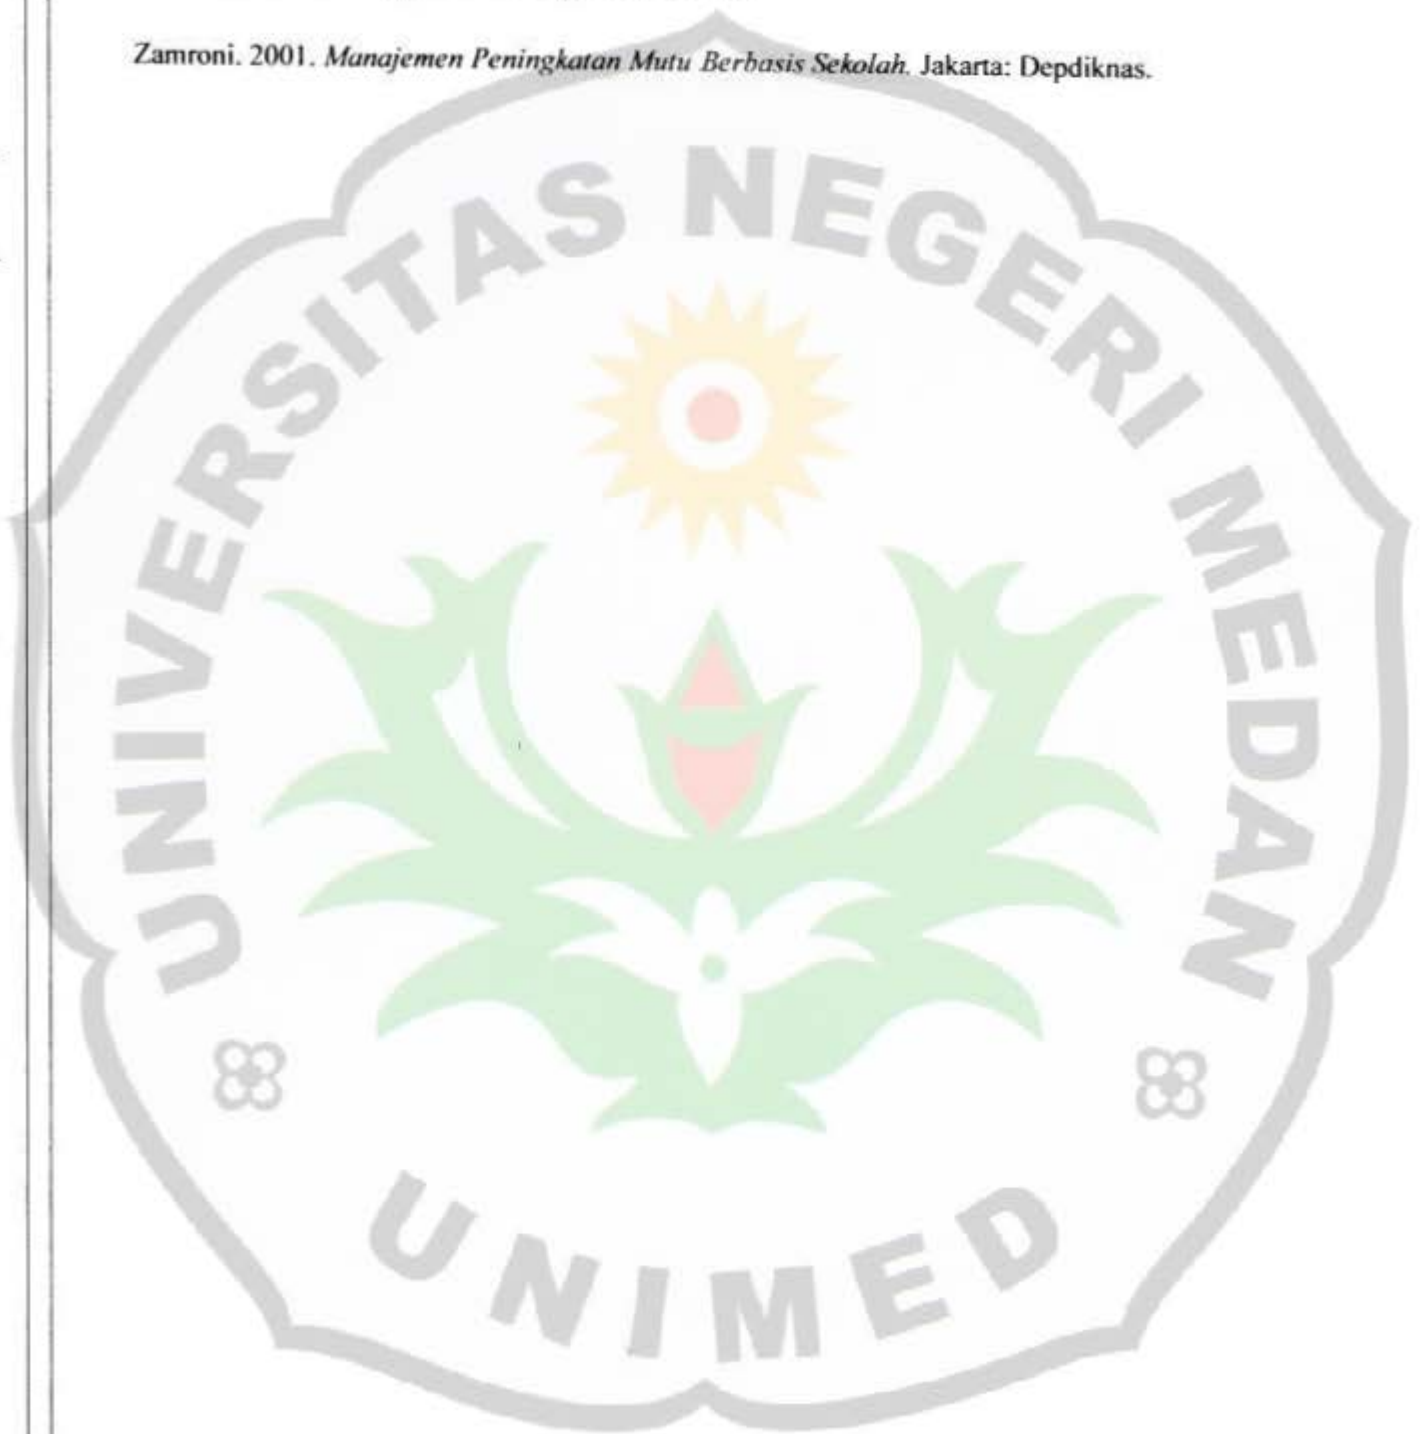 Zamroni. 2001. Manajemen Peningkatan Mutu Berbasis Sekolah. Jakarta: Depdiknas.
UNIVERSITAS NEGERI MEDAN
UNIMED